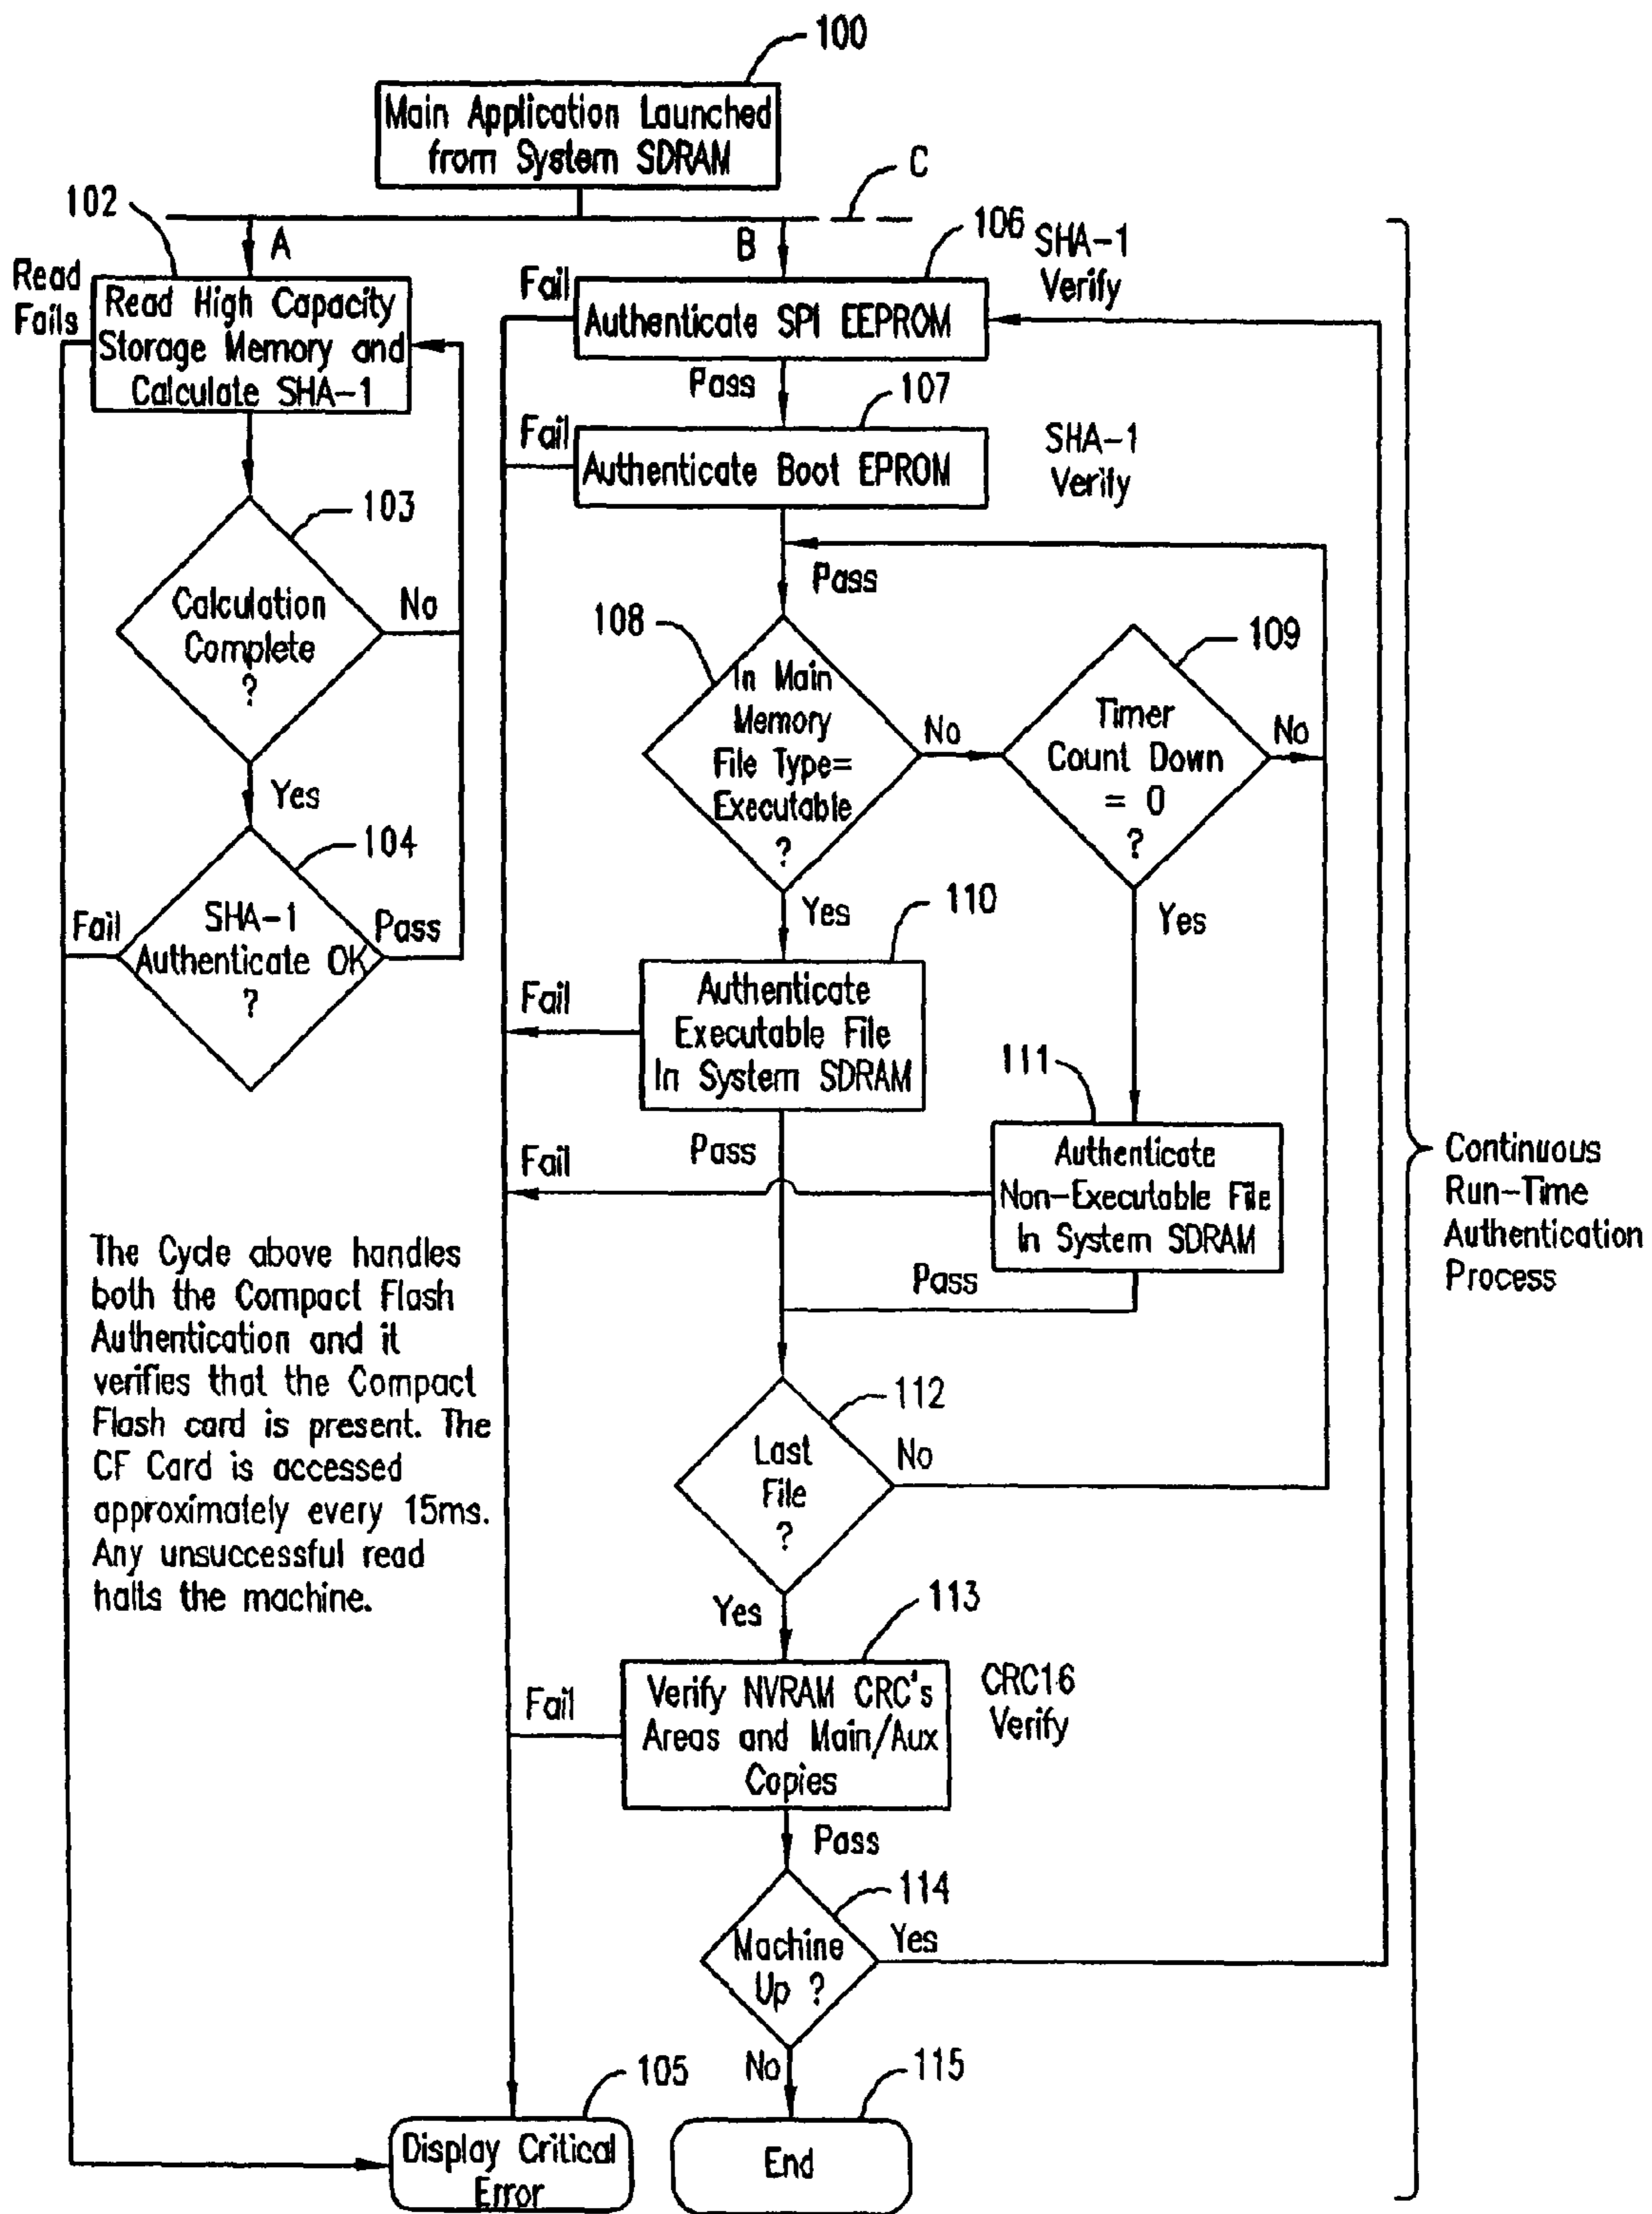 100
Main Application Launched
from System SDRAM
C
102
A
B
106
SHA-1
Verify
Read
Fails
Read High Capacity
Storage Memory and
Calculate SHA-1
Fail
Authenticate SPI EEPROM
Pass
107
Fail
Authenticate Boot EPROM
SHA-1
Verify
103
Calculation
Complete
?
No
Pass
108
In Main
Memory
File Type=
Executable
?
No
109
Timer
Count Down
= 0
?
No
Yes
104
SHA-1
Authenticate OK
?
Fail
Pass
Yes
110
Yes
Authenticate
Executable File
In System SDRAM
Fail
111
Pass
Fail
Authenticate
Non-Executable File
In System SDRAM
Pass
Continuous
Run-Time
Authentication
Process
The Cycle above handles
both the Compact Flash
Authentication and it
verifies that the Compact
Flash card is present. The
CF Card is accessed
approximately every 15ms.
Any unsuccessful read
halts the machine.
112
Last
File
?
No
Yes
113
Fail
Verify NVRAM CRC's
Areas and Main/Aux
Copies
CRC16
Verify
Pass
114
Machine
Up ?
Yes
No
105
115
Display Critical
Error
End